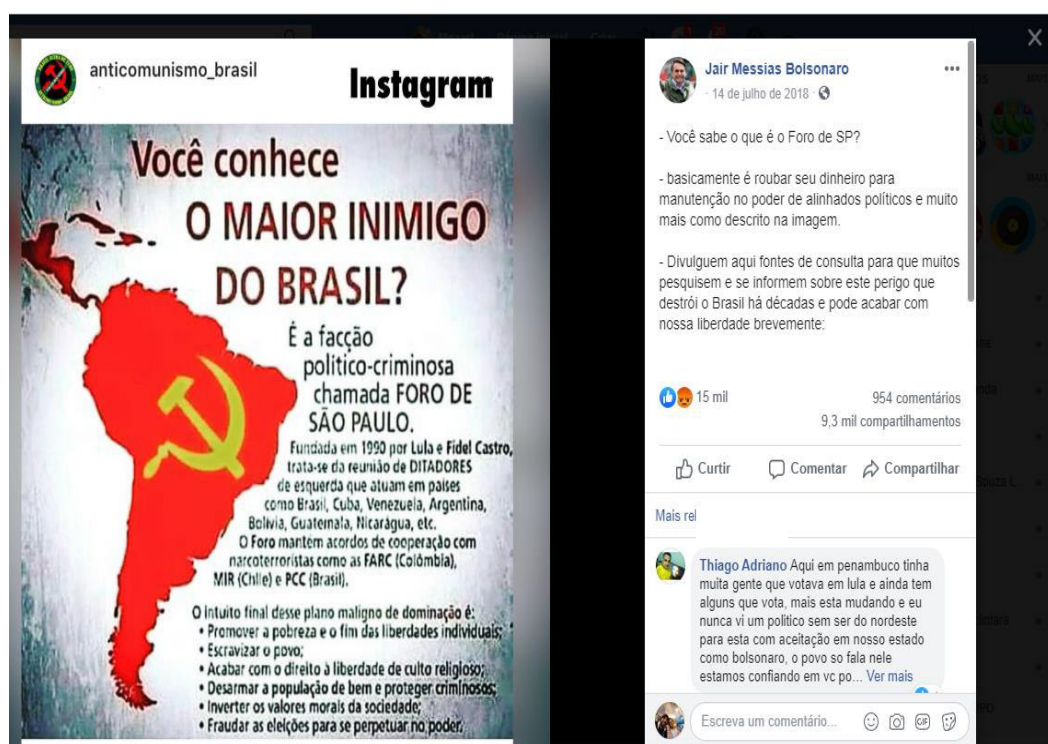 anticomunismo_brasil
Instagram
Você conhece
O MAIOR INIMIGO
DO BRASIL?
É a facção
político-criminosa
chamada FORO DE
SÃO PAULO.
Fundada em 1990 por Lula e Fidel Castro,
trata-se da reunião de DITADORES
de esquerda que atuam em países
como Brasil, Cuba, Venezuela, Argentina,
Bolívia, Guatemala, Nicarágua, etc.
O Foro mantém acordos de cooperação com
narcoterroristas como as FARC (Colômbia),
MIR (Chile) e PCC (Brasil).
O intuito final desse plano maligno de dominação é:
• Promover a pobreza e o fim das liberdades individuais;
• Escravizar o povo;
• Acabar com o direito à liberdade de culto religioso;
• Desarmar a população de bem e proteger criminosos;
• Inverter os valores morais da sociedade;
• Fraudar as eleições para se perpetuar no poder.
Jair Messias Bolsonaro
· 14 de julho de 2018 ·
- Você sabe o que é o Foro de SP?
- basicamente é roubar seu dinheiro para
manutenção no poder de alinhados políticos e muito
mais como descrito na imagem.
- Divulguem aqui fontes de consulta para que muitos
pesquisem e se informem sobre este perigo que
destrói o Brasil há décadas e pode acabar com
nossa liberdade brevemente:
15 mil
954 comentários
9,3 mil compartilhamentos
Curtir
Comentar
Compartilhar
Mais rel
Thiago Adriano Aqui em penambuco tinha
muita gente que votava em lula e ainda tem
alguns que vota, mais esta mudando e eu
nunca vi um politico sem ser do nordeste
para esta com aceitação em nosso estado
como bolsonaro, o povo so fala nele
estamos confiando em vc po... Ver mais
Escreva um comentário...
GIF